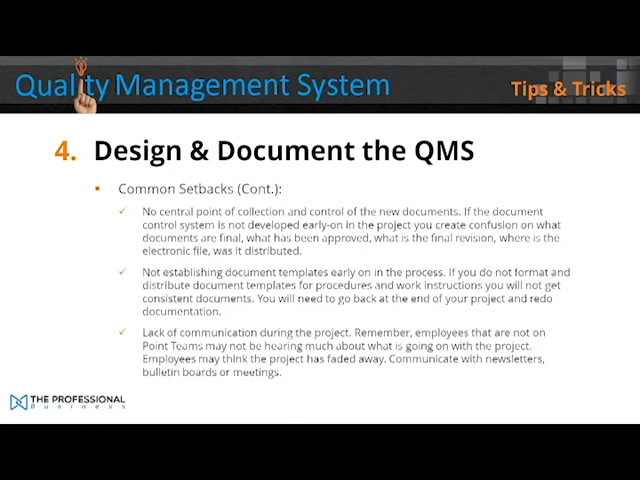 Quality Management System
Tips & Tricks
4. Design & Document the QMS
Common Setbacks (Cont.):
No central point of collection and control of the new documents. If the document
control system is not developed early-on in the project you create confusion on what
documents are final, what has been approved, what is the final revision, where is the
electronic file, was it distributed.
Not establishing document templates early on in the process. If you do not format and
distribute document templates for procedures and work instructions you will not get
consistent documents. You will need to go back at the end of your project and redo
documentation.
Lack of communication during the project. Remember, employees that are not on
Point Teams may not be hearing much about what is going on with the project.
Employees may think the project has faded away. Communicate with newsletters,
bulletin boards or meetings.
THE PROFESSIONAL
Business